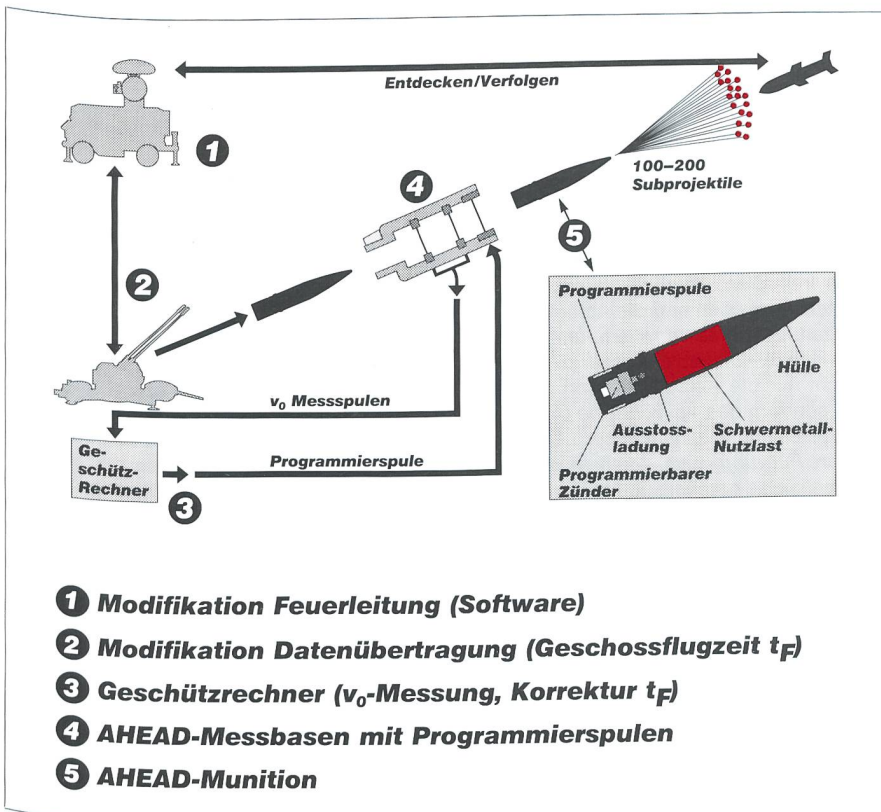 Entdecken/Verfolgen
1
100–200
Subprojektile
4
5
2
Programmierspule
Hülle
Ausstoss-
ladung
Schwermetall-
Nutzlast
Programmierbarer
Zünder
v₀ Messspulen
Ge-
schütz-
Rechner
Programmierspule
3
1 Modifikation Feuerleitung (Software)
2 Modifikation Datenübertragung (Geschossflugzeit tF)
3 Geschützrechner (v₀-Messung, Korrektur tF)
4 AHEAD-Messbasen mit Programmierspulen
5 AHEAD-Munition